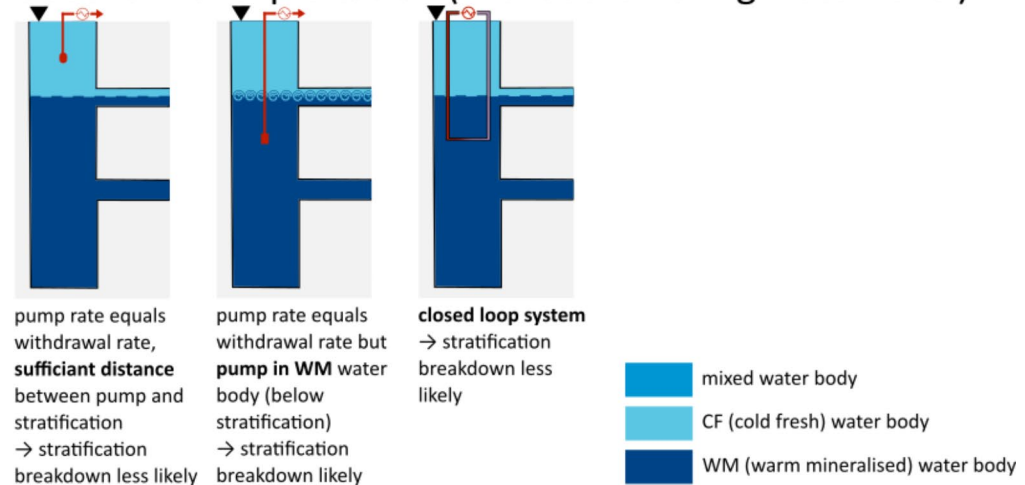 pump rate equals
withdrawal rate,
sufficiant distance
between pump and
stratification
→ stratification
breakdown less likely
pump rate equals
withdrawal rate but
pump in WM water
body (below
stratification)
→ stratification
breakdown likely
closed loop system
→ stratification
breakdown less
likely
mixed water body
CF (cold fresh) water body
WM (warm mineralised) water body